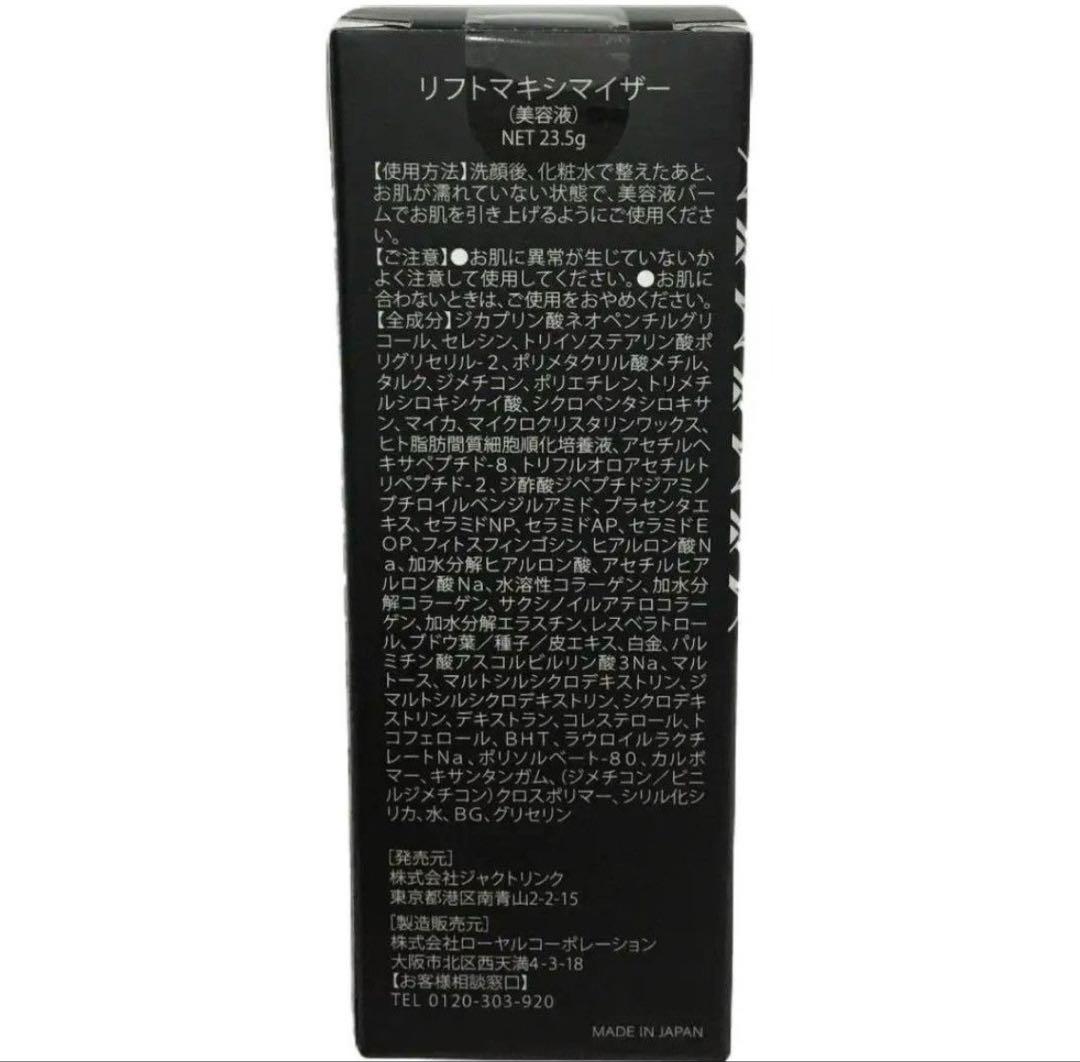 リフトマキシマイザー
(美容液)
NET 23.5g
【使用方法】洗顔後、化粧水で整えたあと、
お肌が濡れていない状態で、美容液バー
ムでお肌を引き上げるようにご使用くださ
い。
【ご注意】●お肌に異常が生じていないか
よく注意して使用してください。●お肌に
合わないときは、ご使用をおやめください。
【全成分】ジカプリン酸ネオペンチルグリ
コール、セレシン、トリイソステアリン酸ポ
リグリセリル-2、ポリメタクリル酸メチル、
タルク、ジメチコン、ポリエチレン、トリメチ
ルシロキシケイ酸、シクロペンタシロキサ
ン、マイカ、マイクロクリスタリンワックス、
ヒト脂肪間質細胞順化培養液、アセチルヘ
キサペプチド-8、トリフルオロアセチルト
リペプチド-2、ジ酢酸ジペプチドジアミノ
ブチロイルベンジルアミド、プラセンタエ
キス、セラミドNP、セラミドAP、セラミドE
OP、フィトスフィンゴシン、ヒアルロン酸N
a、加水分解ヒアルロン酸、アセチルヒア
ルロン酸Na、水溶性コラーゲン、加水分
解コラーゲン、サクシノイルアテロコラー
ゲン、加水分解エラスチン、レスベラトロー
ル、ブドウ葉／種子／皮エキス、白金、パル
ミチン酸アスコルビルリン酸3Na、マル
トース、マルトシルシクロデキストリン、ジ
マルトシルシクロデキストリン、シクロデキ
ストリン、デキストラン、コレステロール、ト
コフェロール、BHT、ラウロイルラクチ
レートNa、ポリソルベート-80、カルボ
マー、キサンタンガム、(ジメチコン／ビニ
ルジメチコン)クロスポリマー、シリル化シ
リカ、水、BG、グリセリン
[発売元]
株式会社ジャクトリンク
東京都港区南青山2-2-15
[製造販売元]
株式会社ローヤルコーポレーション
大阪市北区西天満4-3-18
【お客様相談窓口】
TEL 0120-303-920
MADE IN JAPAN